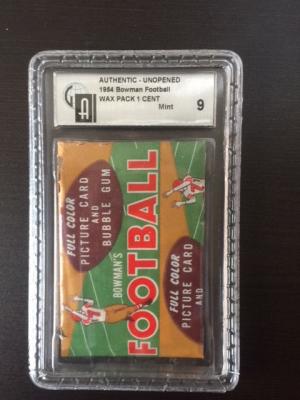 AUTHENTIC - UNOPENED
1954 Bowman Football
WAX PACK 1 CENT
Mint 9
GAI
FULL COLOR
PICTURE CARD
AND
BUBBLE GUM
BOWMAN'S
FOOTBALL
FULL COLOR
PICTURE CARD
AND